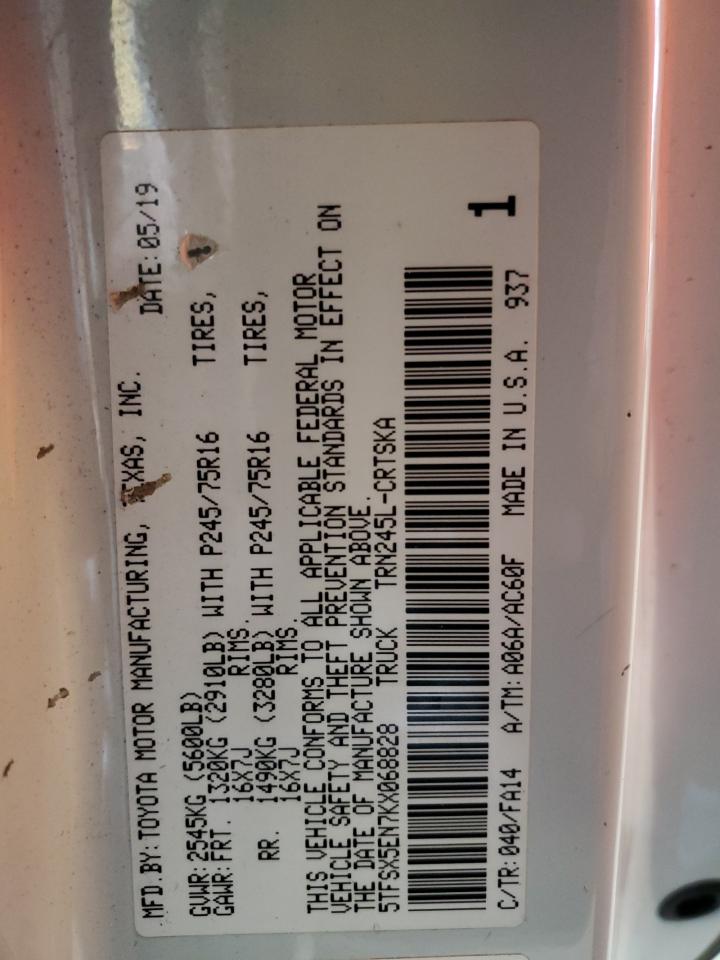 MFD.BY:TOYOTA MOTOR MANUFACTURING, TEXAS, INC. DATE:05/19
GVWR:2545KG (5600LB)
GAWR:FRT. 1320KG (2910LB) WITH P245/75R16 TIRES,
16X7J RIMS.
RR. 1490KG (3280LB) WITH P245/75R16 TIRES,
16X7J RIMS.
THIS VEHICLE CONFORMS TO ALL APPLICABLE FEDERAL MOTOR
VEHICLE SAFETY AND THEFT PREVENTION STANDARDS IN EFFECT ON
THE DATE OF MANUFACTURE SHOWN ABOVE.
5TFSX5EN7KX068828 TRUCK TRN245L-CRTSKA
1
C/TR:040/FA14 A/TM:A06A/AC60F MADE IN U.S.A. 937